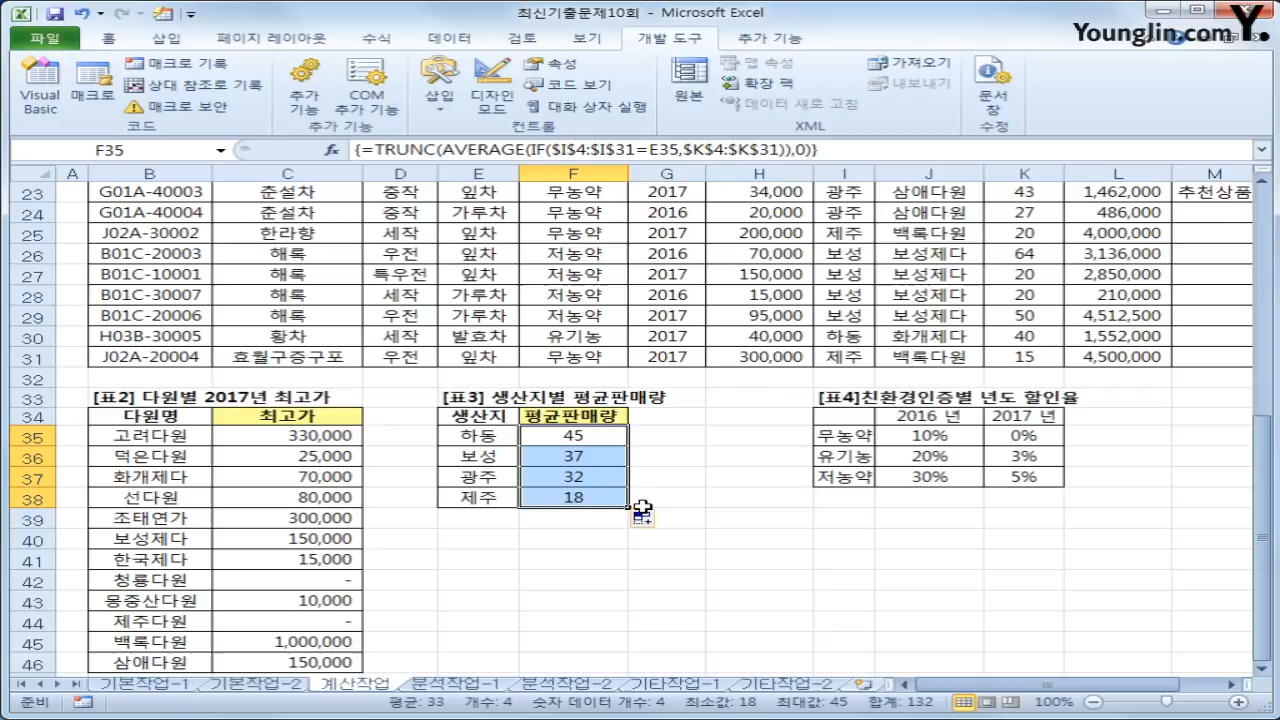 최신기출문제10회 - Microsoft Excel
Younglin.com Y.
파일 홈 삽입 페이지 레이아웃 수식 데이터 검토 보기 개발 도구 추가 기능
Visual Basic
매크로
매크로 기록
상대 참조로 기록
매크로 보안
코드
추가 기능
COM 추가 기능
추가 기능
삽입
디자인 모드
속성
코드 보기
대화 상자 실행
컨트롤
원본
맵 속성
확장 팩
데이터 새로 고침
가져오기
내보내기
XML
문서 창
수정
F35 fx {=TRUNC(AVERAGE(IF($I$4:$I$31=E35,$K$4:$K$31)),0)}
A B C D E F G H I J K L M
23 G01A-40003 춘설차 중작 잎차 무농약 2017 34,000 광주 삼애다원 43 1,462,000 추천상품
24 G01A-40004 춘설차 중작 가루차 무농약 2016 20,000 광주 삼애다원 27 486,000
25 J02A-30002 한라향 세작 잎차 무농약 2017 200,000 제주 백록다원 20 4,000,000
26 B01C-20003 해록 우전 잎차 저농약 2016 70,000 보성 보성제다 64 3,136,000
27 B01C-10001 해록 특우전 잎차 저농약 2017 150,000 보성 보성제다 20 2,850,000
28 B01C-30007 해록 세작 가루차 저농약 2016 15,000 보성 보성제다 20 210,000
29 B01C-20006 해록 우전 가루차 저농약 2017 95,000 보성 보성제다 50 4,512,500
30 H03B-30005 황차 세작 발효차 유기농 2017 40,000 하동 화개제다 40 1,552,000
31 J02A-20004 효월구증구포 우전 잎차 무농약 2017 300,000 제주 백록다원 15 4,500,000
32
33 [표2] 다원별 2017년 최고가 [표3] 생산지별 평균판매량 [표4]친환경인증별 년도 할인율
34 다원명 최고가 생산지 평균판매량 2016 년 2017 년
35 고려다원 330,000 하동 45 무농약 10% 0%
36 덕은다원 25,000 보성 37 유기농 20% 3%
37 화개제다 70,000 광주 32 저농약 30% 5%
38 선다원 80,000 제주 18
39 조태연가 300,000
40 보성제다 150,000
41 한국제다 15,000
42 청룡다원 -
43 몽중산다원 10,000
44 제주다원 -
45 백록다원 1,000,000
46 삼애다원 150,000
기본작업-1 기본작업-2 계산작업 분석작업-1 분석작업-2 기타작업-1 기타작업-2
준비 평균: 33 개수: 4 숫자 데이터 개수: 4 최소값: 18 최대값: 45 합계: 132 100%